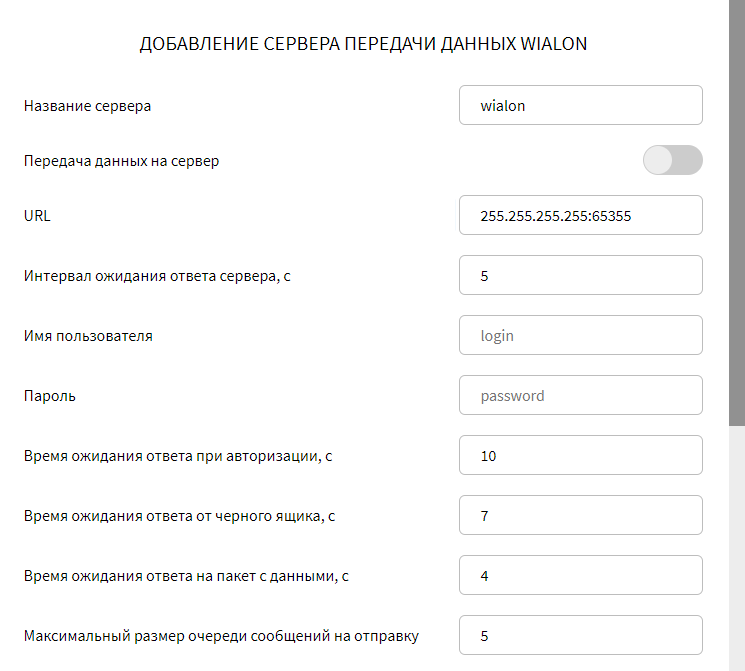 ДОБАВЛЕНИЕ СЕРВЕРА ПЕРЕДАЧИ ДАННЫХ WIALON
Название сервера wialon
Передача данных на сервер
URL 255.255.255.255:65355
Интервал ожидания ответа сервера, с 5
Имя пользователя login
Пароль password
Время ожидания ответа при авторизации, с 10
Время ожидания ответа от черного ящика, с 7
Время ожидания ответа на пакет с данными, с 4
Максимальный размер очереди сообщений на отправку 5